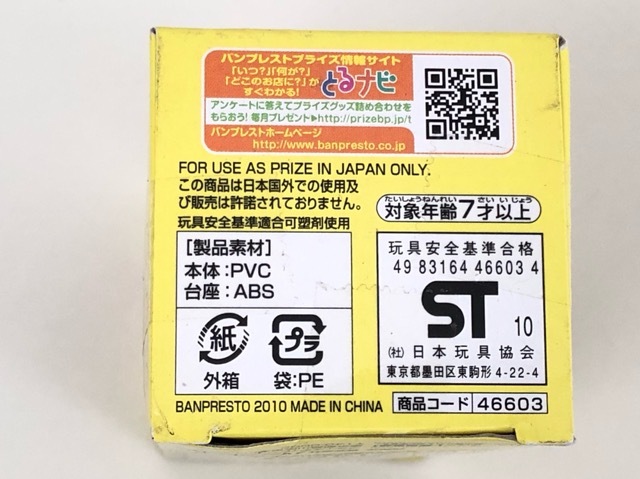 バンプレストプライズ情報サイト
「いつ?」「何が?」
「どこのお店に?」が
すぐわかる!
とるナビ
アンケートに答えてプライズグッズ詰め合わせを
もらおう! 毎月プレゼント▶http://prizebp.jp/t
バンプレストホームページ
http://www.banpresto.co.jp
FOR USE AS PRIZE IN JAPAN ONLY.
この商品は日本国外での使用及
び販売は許諾されておりません。
玩具安全基準適合可塑剤使用
たいしょうねんれい さい いじょう
対象年齢7才以上
[製品素材]
本体:PVC
台座:ABS
紙
外箱
プラ
袋:PE
玩具安全基準合格
49 83164 46603 4
ST 10
(社) 日本玩具協会
東京都墨田区東駒形4-22-4
BANPRESTO 2010 MADE IN CHINA
商品コード 46603